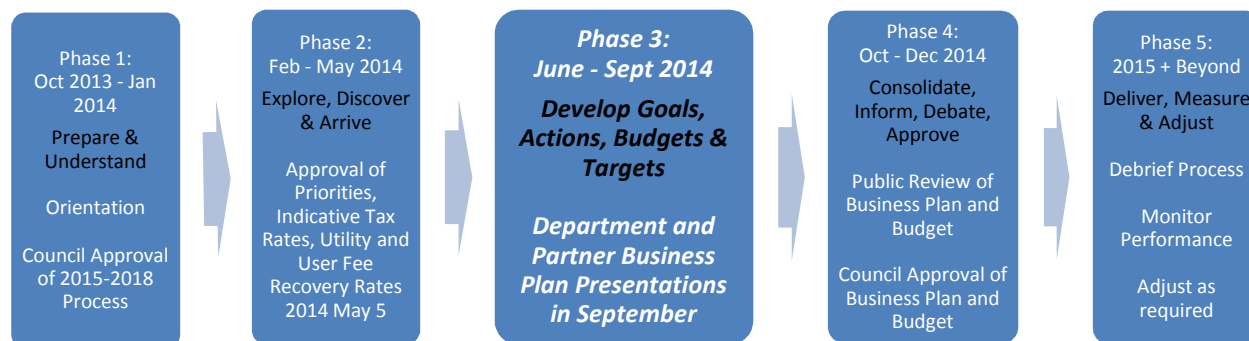 Phase 1:
Oct 2013 - Jan
2014
Prepare &
Understand
Orientation
Council Approval
of 2015-2018
Process
Phase 2:
Feb - May 2014
Explore, Discover
& Arrive
Approval of
Priorities,
Indicative Tax
Rates, Utility and
User Fee
Recovery Rates
2014 May 5
Phase 3:
June - Sept 2014
Develop Goals,
Actions, Budgets &
Targets
Department and
Partner Business
Plan Presentations
in September
Phase 4:
Oct - Dec 2014
Consolidate,
Inform, Debate,
Approve
Public Review of
Business Plan and
Budget
Council Approval of
Business Plan and
Budget
Phase 5:
2015 + Beyond
Deliver, Measure
& Adjust
Debrief Process
Monitor
Performance
Adjust as
required